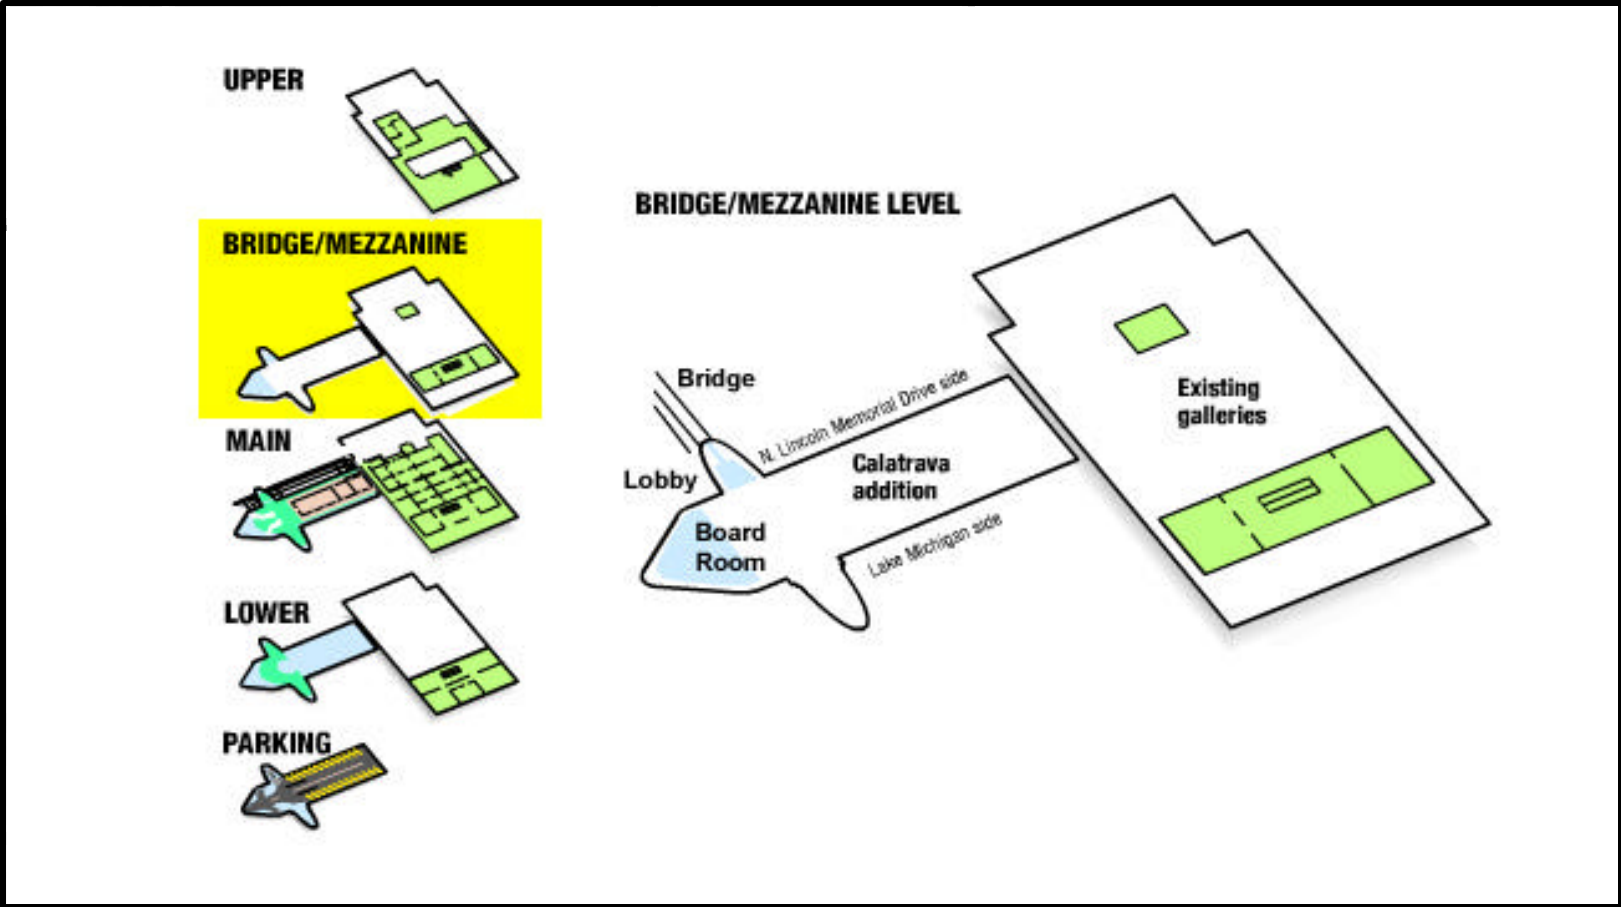 UPPER
BRIDGE/MEZZANINE
MAIN
LOWER
PARKING
BRIDGE/MEZZANINE LEVEL
Bridge
N. Lincoln Memorial Drive side
Existing
galleries
Lobby
Calatrava
addition
Board
Room
Lake Michigan side